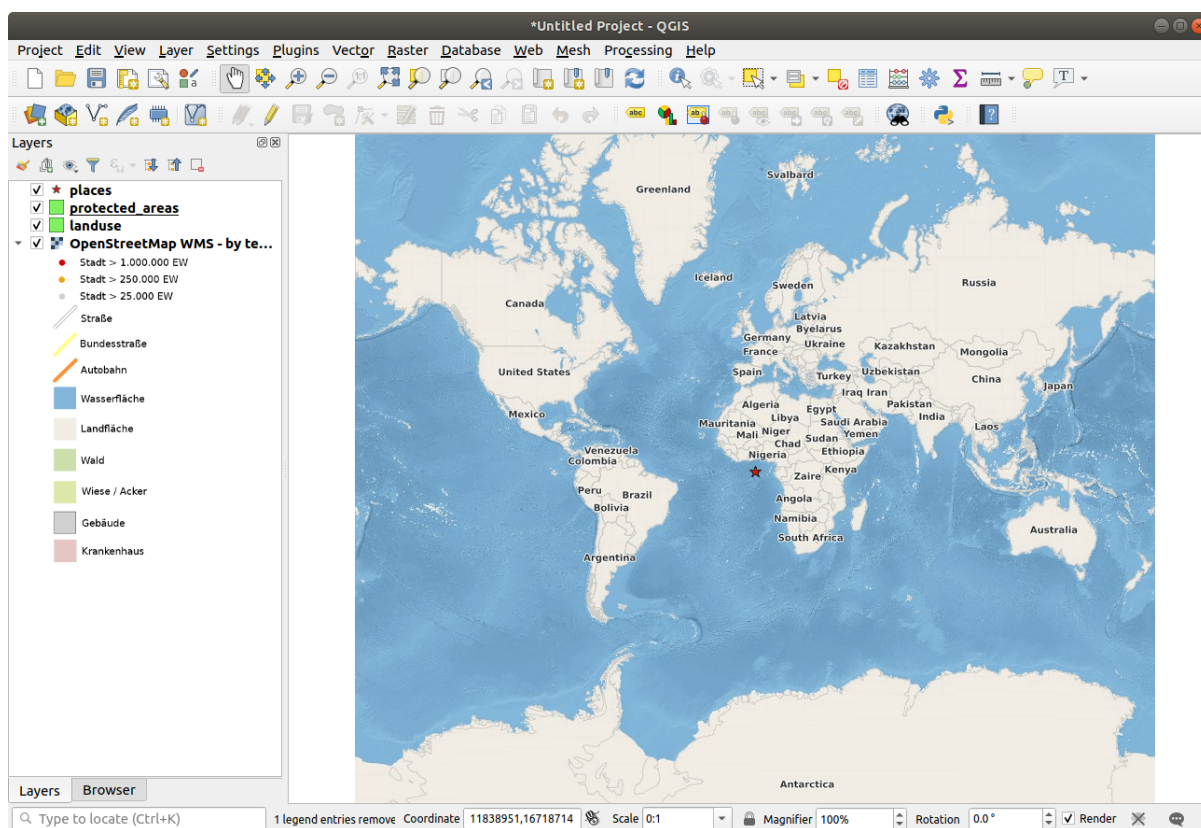 *Untitled Project - QGIS
Project Edit View Layer Settings Plugins Vector Raster Database Web Mesh Processing Help
Layers
places
protected_areas
landuse
OpenStreetMap WMS - by te...
Stadt > 1.000.000 EW
Stadt > 250.000 EW
Stadt > 25.000 EW
Straße
Bundesstraße
Autobahn
Wasserfläche
Landfläche
Wald
Wiese / Acker
Gebäude
Krankenhaus
Layers Browser
Svalbard
Greenland
Iceland
Sweden
Russia
Canada
Latvia
Byelarus
Germany
Ukraine
France
Kazakhstan
Mongolia
United States
Spain
Turkey
Uzbekistan
China
Japan
Iraq Iran
Mexico
Algeria
Egypt
Pakistan
Libya
India
Mauritania
Saudi Arabia
Mali
Niger
Laos
Chad
Sudan
Yemen
Venezuela
Nigeria
Ethiopia
Colombia
Kenya
Zaire
Peru
Brazil
Angola
Bolivia
Namibia
Australia
South Africa
Argentina
Antarctica
Type to locate (Ctrl+K) 1 legend entries remove Coordinate 11838951,16718714 Scale 0:1 Magnifier 100% Rotation 0.0 ° Render